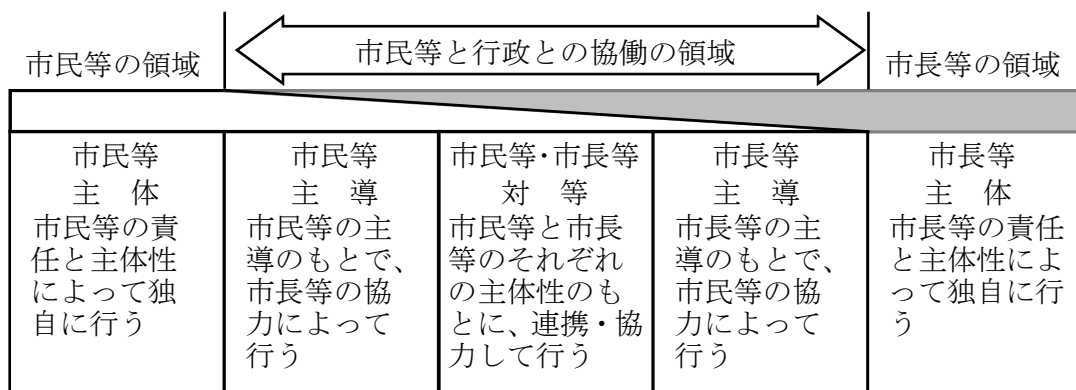 市民等の領域
市民等と行政との協働の領域
市長等の領域
市民等
主 体
市民等の責
任と主体性
によって独
自に行う
市民等
主 導
市民等の主
導のもとで、
市長等の協
力によって
行う
市民等・市長等
対 等
市民等と市長
等のそれぞれ
の主体性のも
とに、連携・協
力して行う
市長等
主 導
市長等の主
導のもとで、
市民等の協
力によって
行う
市長等
主 体
市長等の責任
と主体性によ
って独自に行
う